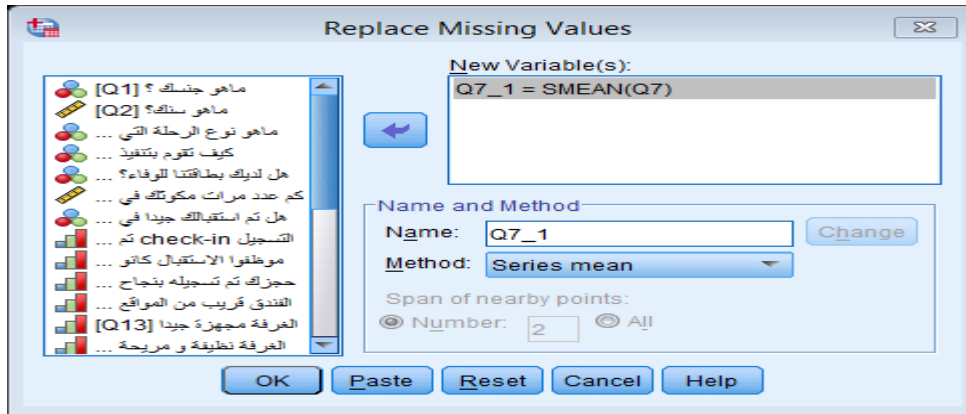 Replace Missing Values
ماهو جنسك ؟ [Q1]
ماهو سنك؟ [Q2]
ماهو نوع الرحلة التي ...
كيف تقوم بتنفيذ ...
هل لديك بطاقتنا للوفاء؟ ...
كم عدد مرات مكوثك في ...
هل تم استقبالك جيدا في ...
التسجيل check-in تم ...
موظفوا الاستقبال كانو ...
حجزك تم تسجيله بنجاح ...
الفندق قريب من المواقع ...
الغرفة مجهزة جيدا [Q13]
الغرفة نظيفة و مريحة ...
New Variable(s):
Q7_1 = SMEAN(Q7)
Name and Method
Name: Q7_1 Change
Method: Series mean
Span of nearby points:
Number: 2 All
OK Paste Reset Cancel Help